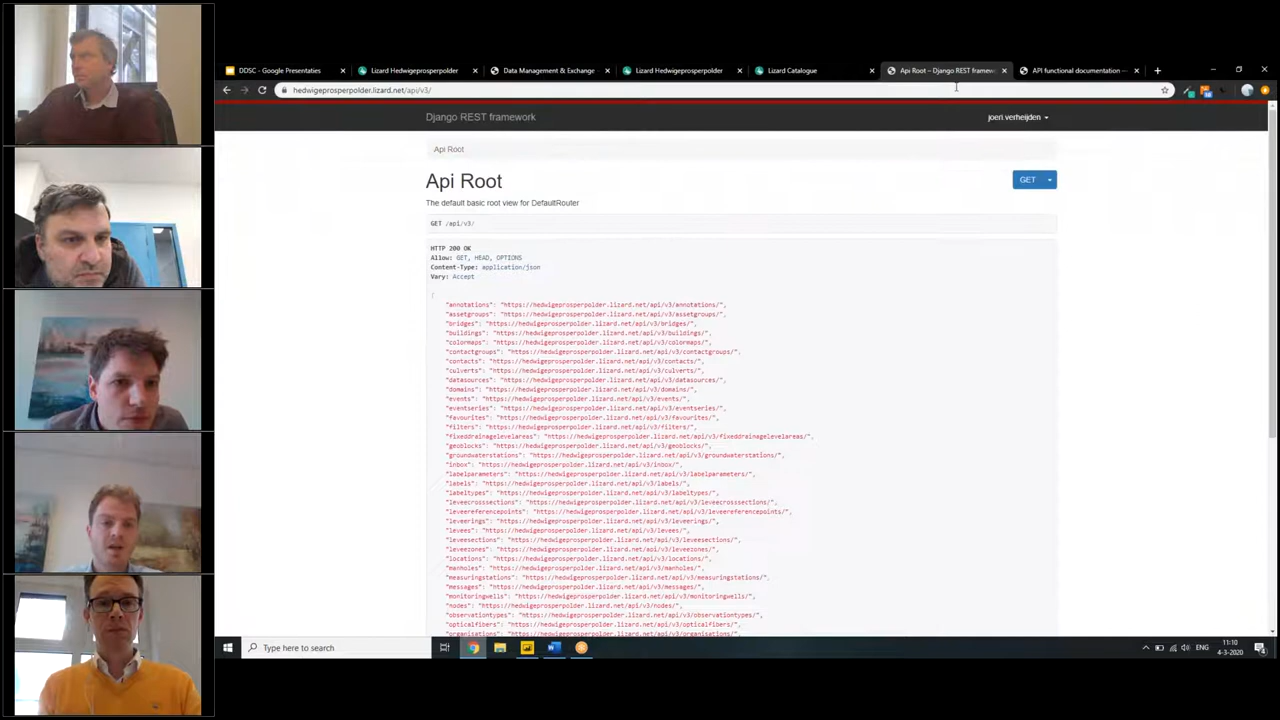 DDSC - Google Presentaties
Lizard Hedwigeprosperpolder
Data Management & Exchange
Lizard Hedwigeprosperpolder
Lizard Catalogue
Api Root – Django REST framew
API functional documentation —
hedwigeprosperpolder.lizard.net/api/v3/
Django REST framework
joeri.verheijden
Api Root
Api Root
GET
The default basic root view for DefaultRouter
GET /api/v3/
HTTP 200 OK
Allow: GET, HEAD, OPTIONS
Content-Type: application/json
Vary: Accept
{
"annotations": "https://hedwigeprosperpolder.lizard.net/api/v3/annotations/",
"assetgroups": "https://hedwigeprosperpolder.lizard.net/api/v3/assetgroups/",
"bridges": "https://hedwigeprosperpolder.lizard.net/api/v3/bridges/",
"buildings": "https://hedwigeprosperpolder.lizard.net/api/v3/buildings/",
"colormaps": "https://hedwigeprosperpolder.lizard.net/api/v3/colormaps/",
"contactgroups": "https://hedwigeprosperpolder.lizard.net/api/v3/contactgroups/",
"contacts": "https://hedwigeprosperpolder.lizard.net/api/v3/contacts/",
"culverts": "https://hedwigeprosperpolder.lizard.net/api/v3/culverts/",
"datasources": "https://hedwigeprosperpolder.lizard.net/api/v3/datasources/",
"domains": "https://hedwigeprosperpolder.lizard.net/api/v3/domains/",
"events": "https://hedwigeprosperpolder.lizard.net/api/v3/events/",
"eventseries": "https://hedwigeprosperpolder.lizard.net/api/v3/eventseries/",
"favourites": "https://hedwigeprosperpolder.lizard.net/api/v3/favourites/",
"filters": "https://hedwigeprosperpolder.lizard.net/api/v3/filters/",
"fixeddrainagelevelareas": "https://hedwigeprosperpolder.lizard.net/api/v3/fixeddrainagelevelareas/",
"geoblocks": "https://hedwigeprosperpolder.lizard.net/api/v3/geoblocks/",
"groundwaterstations": "https://hedwigeprosperpolder.lizard.net/api/v3/groundwaterstations/",
"inbox": "https://hedwigeprosperpolder.lizard.net/api/v3/inbox/",
"labelparameters": "https://hedwigeprosperpolder.lizard.net/api/v3/labelparameters/",
"labels": "https://hedwigeprosperpolder.lizard.net/api/v3/labels/",
"labeltypes": "https://hedwigeprosperpolder.lizard.net/api/v3/labeltypes/",
"leveecrosssections": "https://hedwigeprosperpolder.lizard.net/api/v3/leveecrosssections/",
"leveereferencepoints": "https://hedwigeprosperpolder.lizard.net/api/v3/leveereferencepoints/",
"leveerings": "https://hedwigeprosperpolder.lizard.net/api/v3/leveerings/",
"levees": "https://hedwigeprosperpolder.lizard.net/api/v3/levees/",
"leveesections": "https://hedwigeprosperpolder.lizard.net/api/v3/leveesections/",
"leveezones": "https://hedwigeprosperpolder.lizard.net/api/v3/leveezones/",
"locations": "https://hedwigeprosperpolder.lizard.net/api/v3/locations/",
"manholes": "https://hedwigeprosperpolder.lizard.net/api/v3/manholes/",
"measuringstations": "https://hedwigeprosperpolder.lizard.net/api/v3/measuringstations/",
"messages": "https://hedwigeprosperpolder.lizard.net/api/v3/messages/",
"monitoringwells": "https://hedwigeprosperpolder.lizard.net/api/v3/monitoringwells/",
"nodes": "https://hedwigeprosperpolder.lizard.net/api/v3/nodes/",
"observationtypes": "https://hedwigeprosperpolder.lizard.net/api/v3/observationtypes/",
"opticalfibers": "https://hedwigeprosperpolder.lizard.net/api/v3/opticalfibers/",
"organisations": "https://hedwigeprosperpolder.lizard.net/api/v3/organisations/",
Type here to search
ENG
11:10
4-3-2020